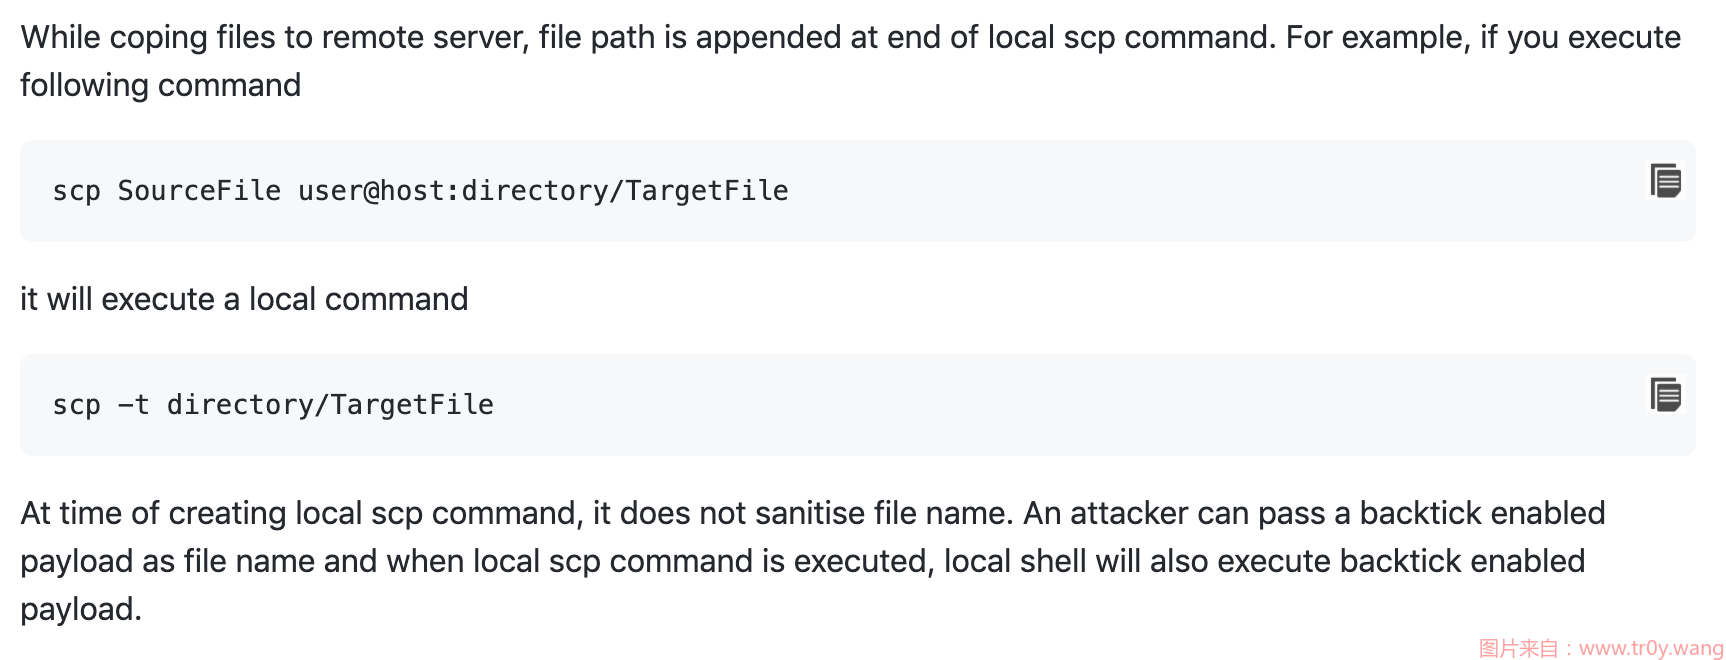 While coping files to remote server, file path is appended at end of local scp command. For example, if you execute
following command
scp SourceFile user@host:directory/TargetFile
it will execute a local command
scp -t directory/TargetFile
At time of creating local scp command, it does not sanitise file name. An attacker can pass a backtick enabled
payload as file name and when local scp command is executed, local shell will also execute backtick enabled
payload.
图片来自：www.tr0y.wang